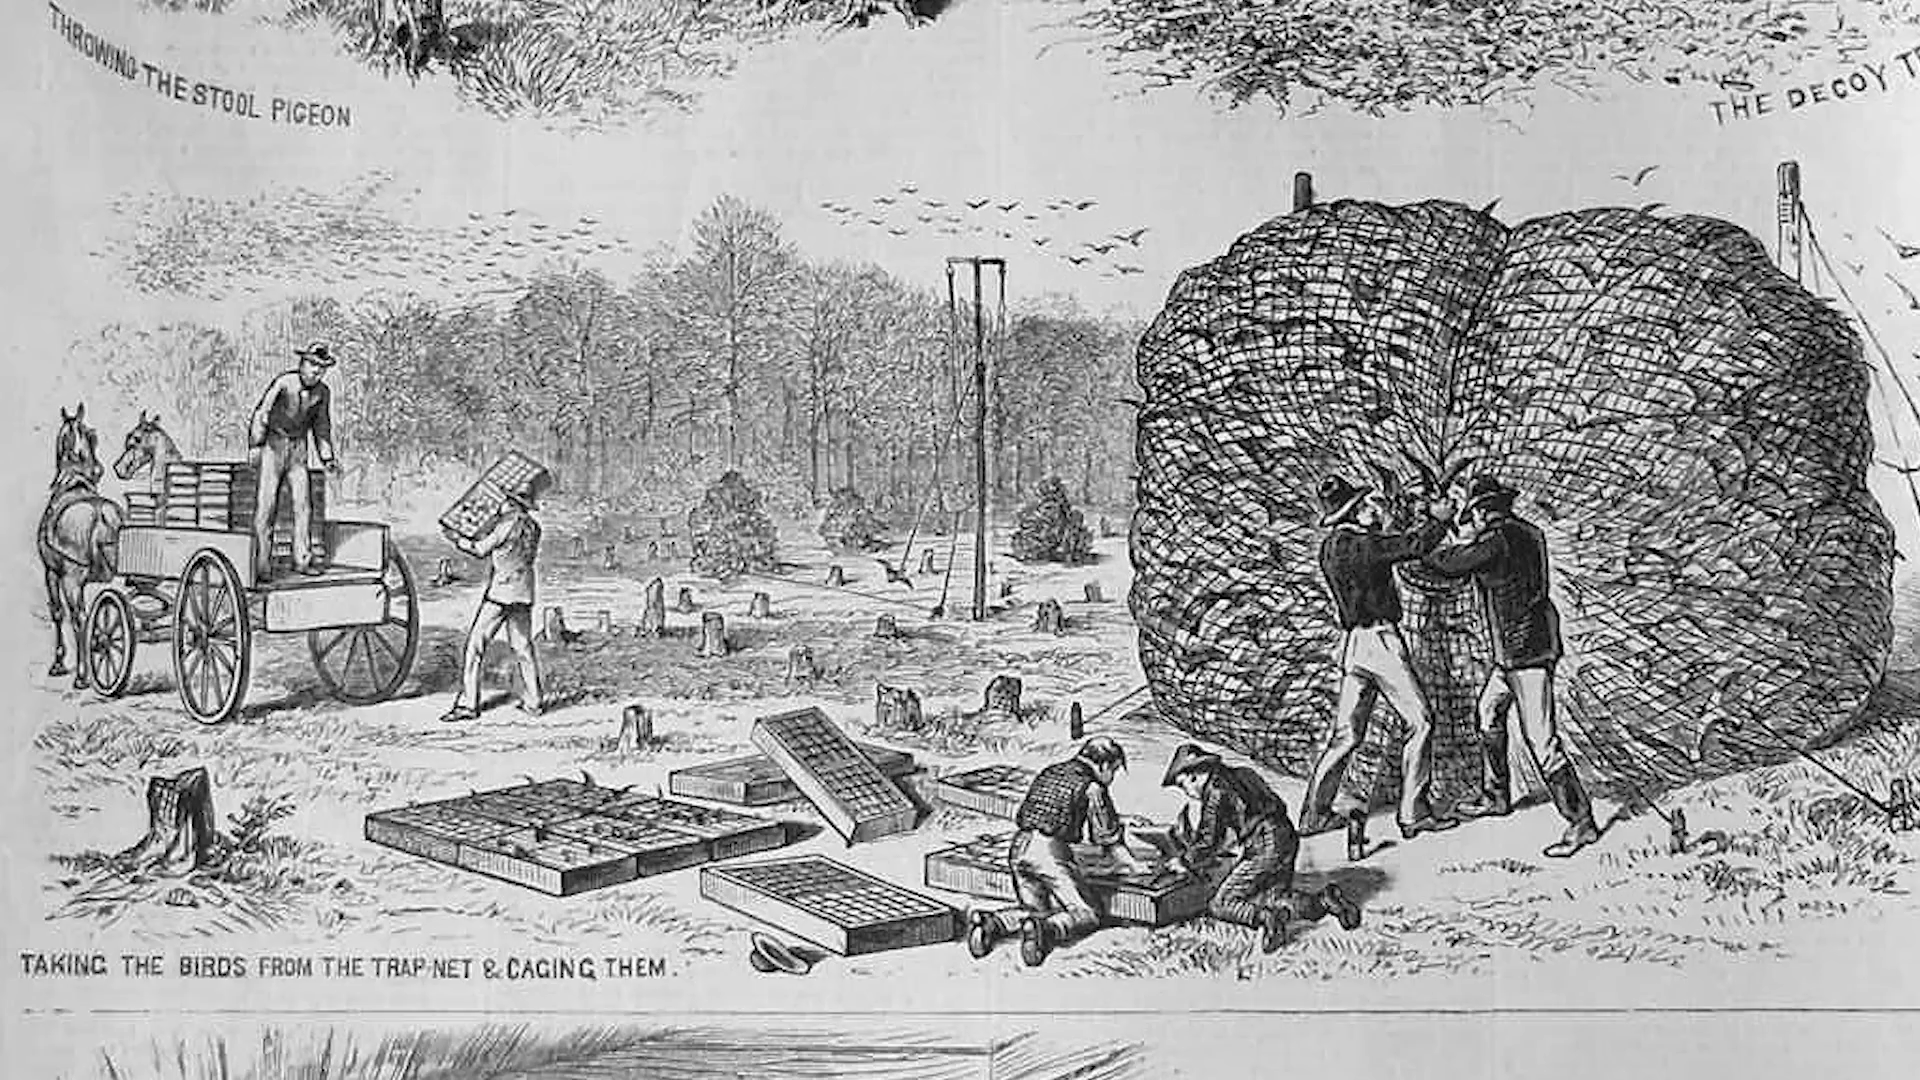 THROWING THE STOOL PIGEON
THE DECOY
TAKING THE BIRDS FROM THE TRAP-NET & CAGING THEM.